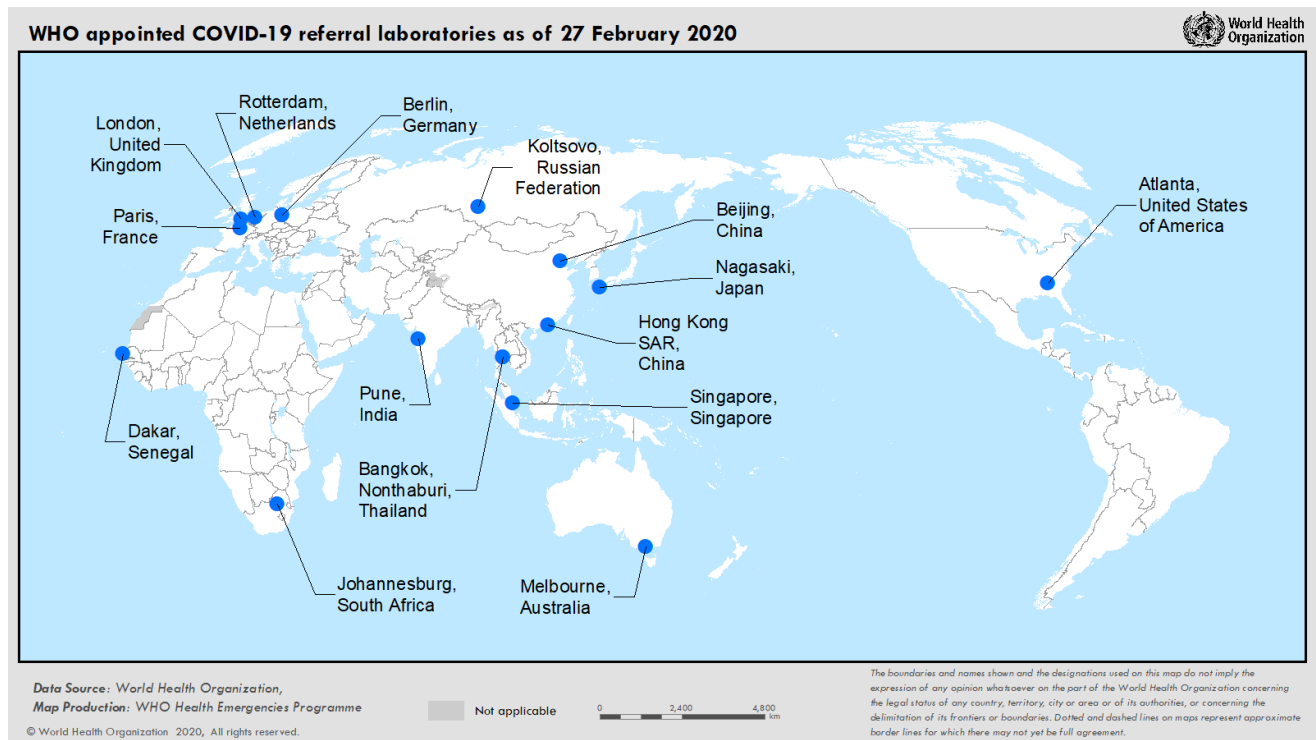 WHO appointed COVID-19 referral laboratories as of 27 February 2020
World Health
Organization
Rotterdam,
Netherlands
Berlin,
Germany
London,
United
Kingdom
Koltsovo,
Russian
Federation
Paris,
France
Beijing,
China
Atlanta,
United States
of America
Nagasaki,
Japan
Hong Kong
SAR,
China
Pune,
India
Singapore,
Singapore
Dakar,
Senegal
Bangkok,
Nonthaburi,
Thailand
Johannesburg,
South Africa
Melbourne,
Australia
Data Source: World Health Organization,
Map Production: WHO Health Emergencies Programme
© World Health Organization 2020, All rights reserved.
Not applicable
0 2,400 4,800
km
The boundaries and names shown and the designations used on this map do not imply the
expression of any opinion whatsoever on the part of the World Health Organization concerning
the legal status of any country, territory, city or area or of its authorities, or concerning the
delimitation of its frontiers or boundaries. Dotted and dashed lines on maps represent approximate
border lines for which there may not yet be full agreement.